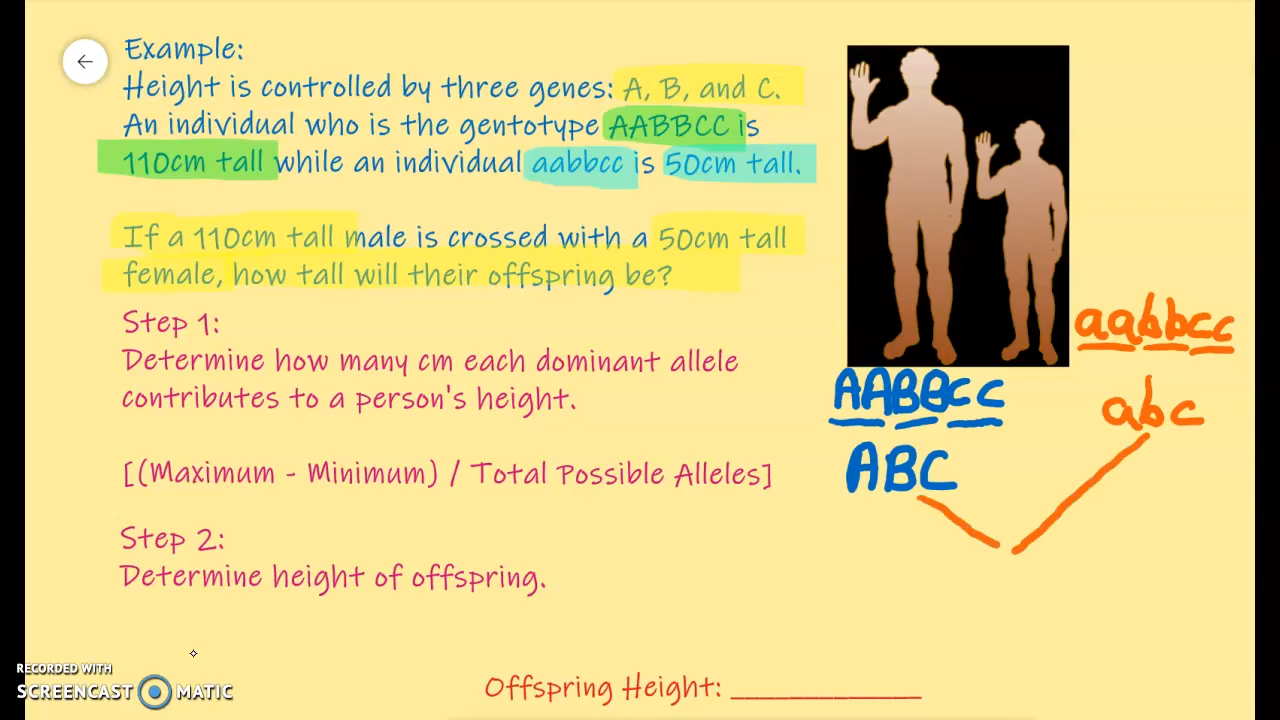 Example:
Height is controlled by three genes: A, B, and C.
An individual who is the gentotype AABBCC is
110cm tall while an individual aabbcc is 50cm tall.
If a 110cm tall male is crossed with a 50cm tall
female, how tall will their offspring be?
Step 1:
Determine how many cm each dominant allele
contributes to a person's height.
[(Maximum - Minimum) / Total Possible Alleles]
Step 2:
Determine height of offspring.
aabbcc
AABBCC
abc
ABC
RECORDED WITH
SCREENCAST MATIC
Offspring Height: _____________